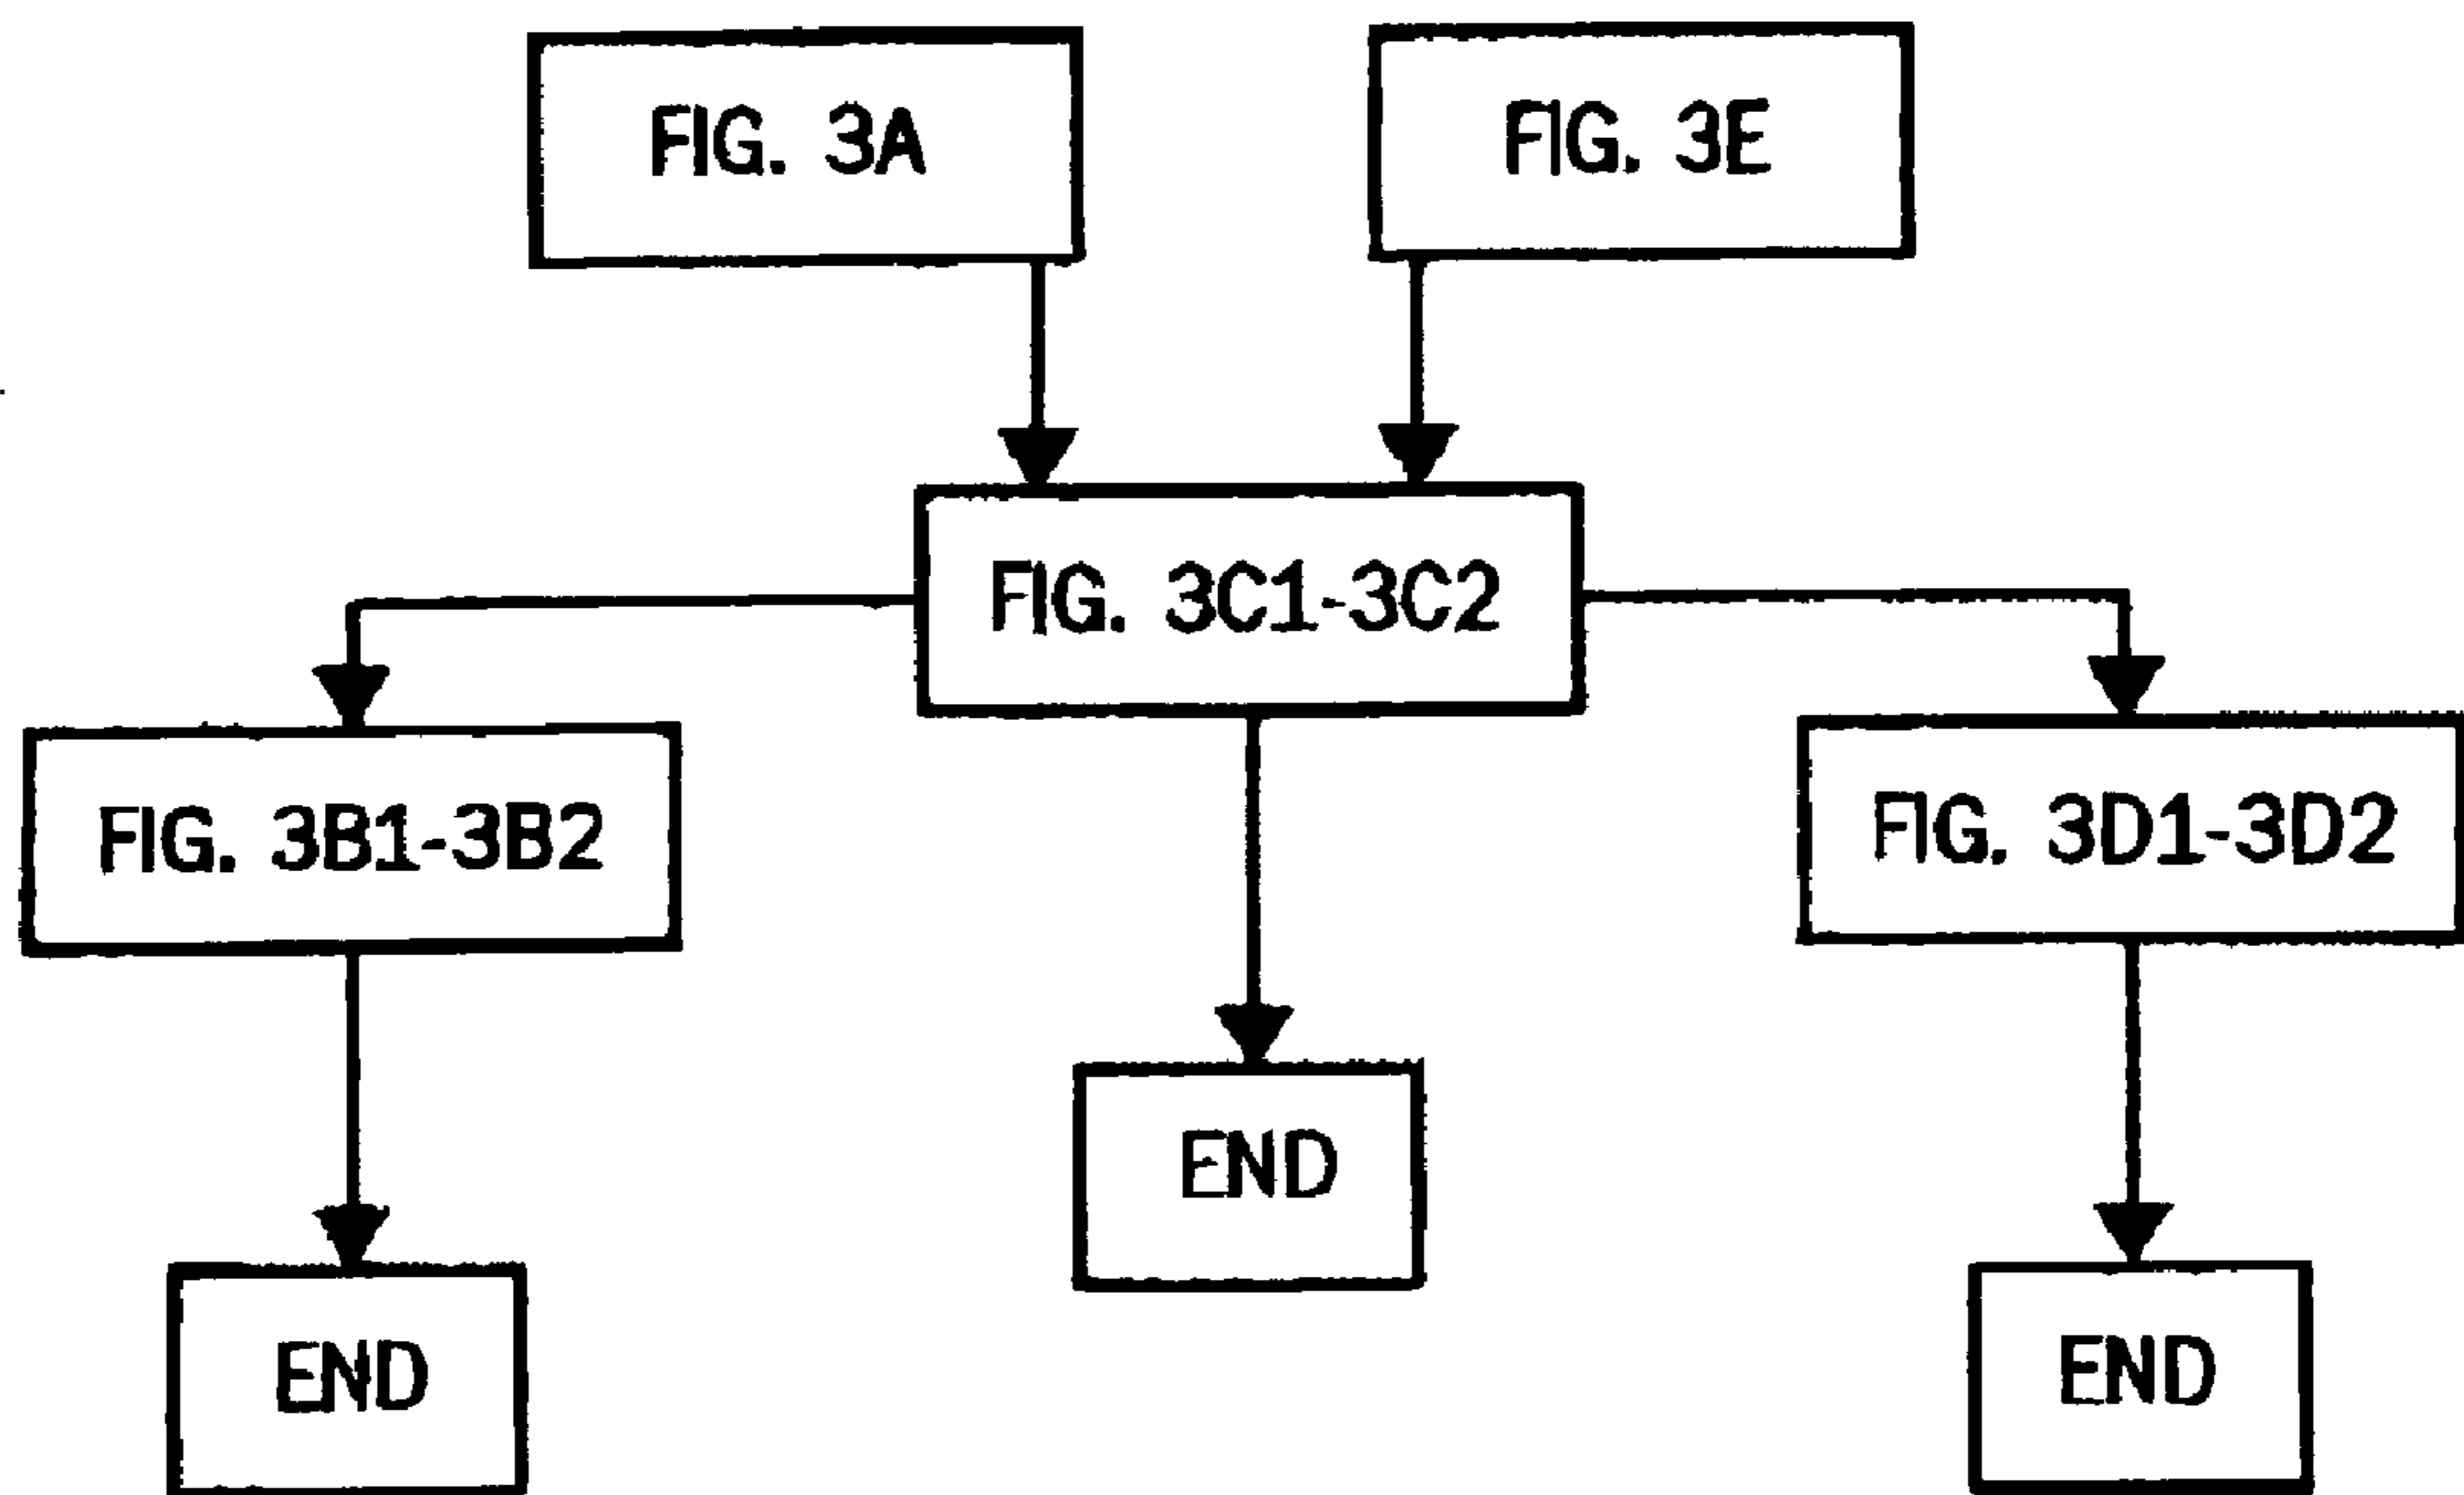 FIG. 3A
FIG. 3E
FIG. 3C1-3C2
FIG. 3B1-3B2
FIG. 3D1-3D2
END
END
END